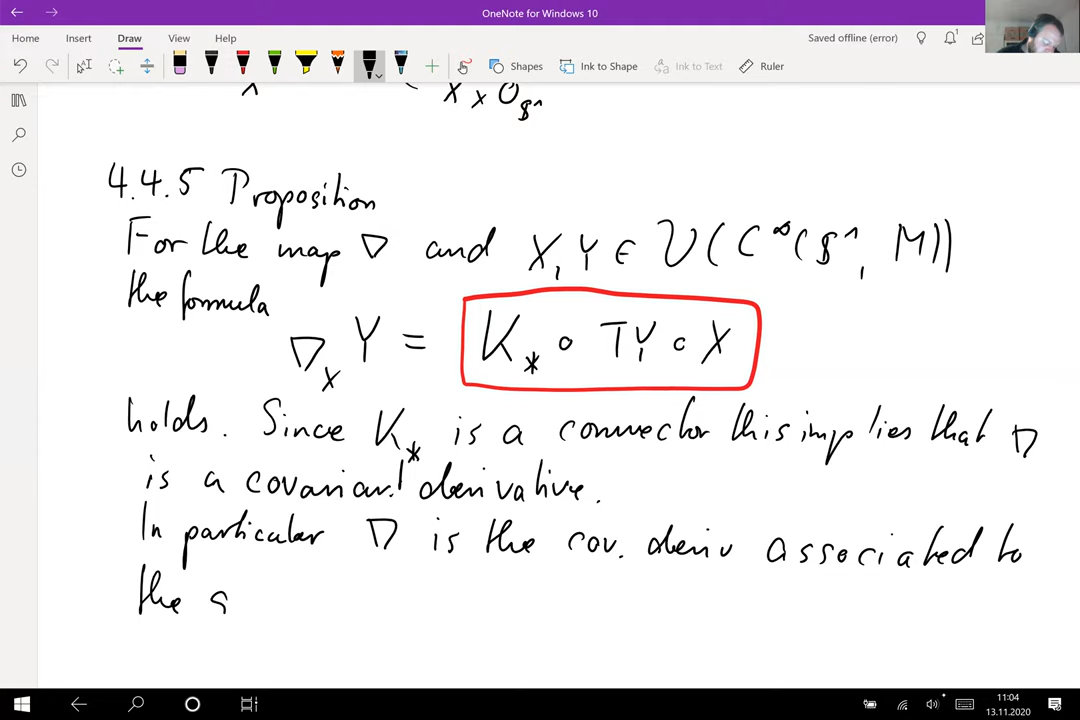 OneNote for Windows 10
Home Insert Draw View Help Saved offline (error)
Shapes Ink to Shape Ink to Text Ruler
X × O_{S^1}
4.4.5 Proposition
For the map ∇ and X, Y ∈ V(C^∞(S^1, M))
the formula
∇_X Y = K_* ∘ TY ∘ X
holds. Since K_* is a connector this implies that ∇
is a covariant derivative.
In particular ∇ is the cov. deriv associated to
the
11:04
13.11.2020